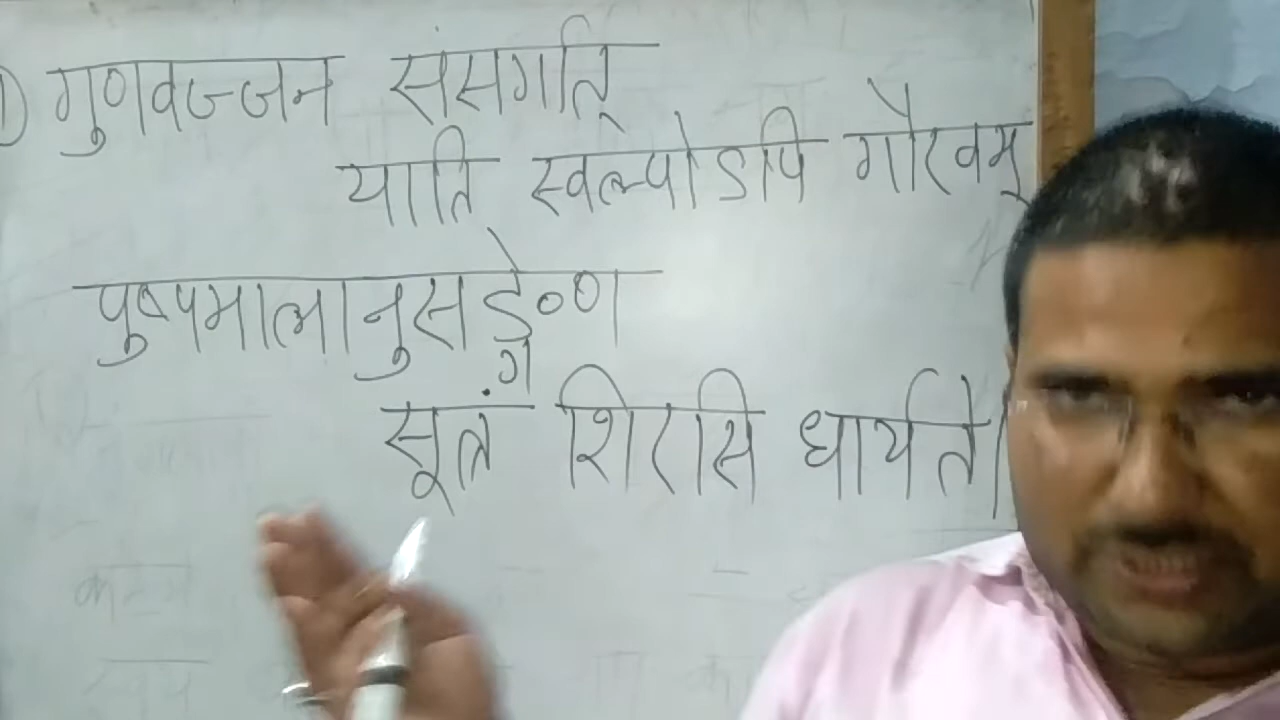 ① गुणवज्जन संसर्गात्
याति स्वल्पोऽपि गौरवम्
पुष्पमालानुसङ्गेण
सूत्रं शिरसि धार्यते।